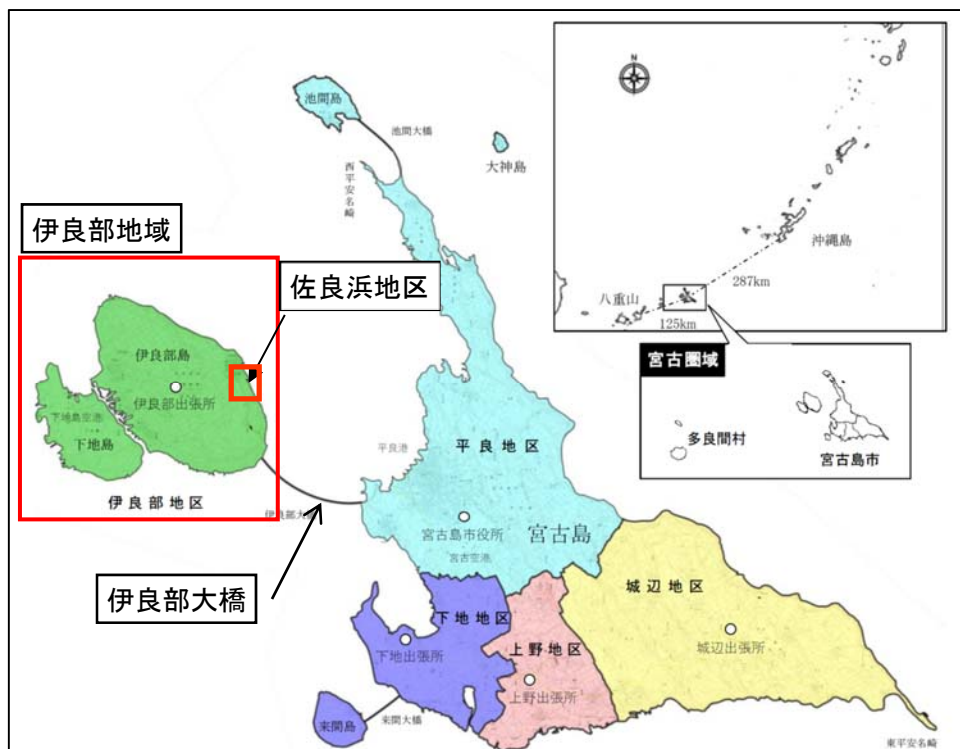 池間島
池間大橋
大神島
西平安名崎
N
沖縄島
287km
八重山
125km
宮古圏域
多良間村
宮古島市
伊良部地域
佐良浜地区
伊良部島
伊良部出張所
下地島空港
下地島
伊良部地区
伊良部大橋
平良港
平良地区
宮古島市役所
宮古島
宮古空港
伊良部大橋
城辺地区
下地地区
上野地区
下地出張所
城辺出張所
上野出張所
来間島
来間大橋
東平安名崎